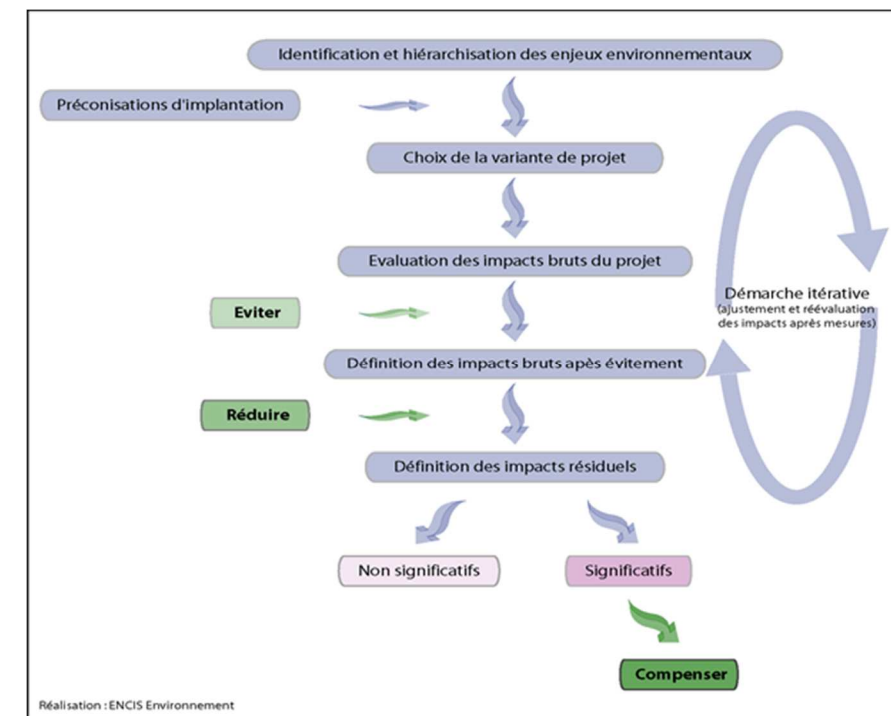 Identification et hiérarchisation des enjeux environnementaux
Préconisations d'implantation
Choix de la variante de projet
Evaluation des impacts bruts du projet
Démarche itérative
(ajustement et réévaluation
des impacts après mesures)
Eviter
Définition des impacts bruts apès évitement
Réduire
Définition des impacts résiduels
Non significatifs
Significatifs
Compenser
Réalisation : ENCIS Environnement